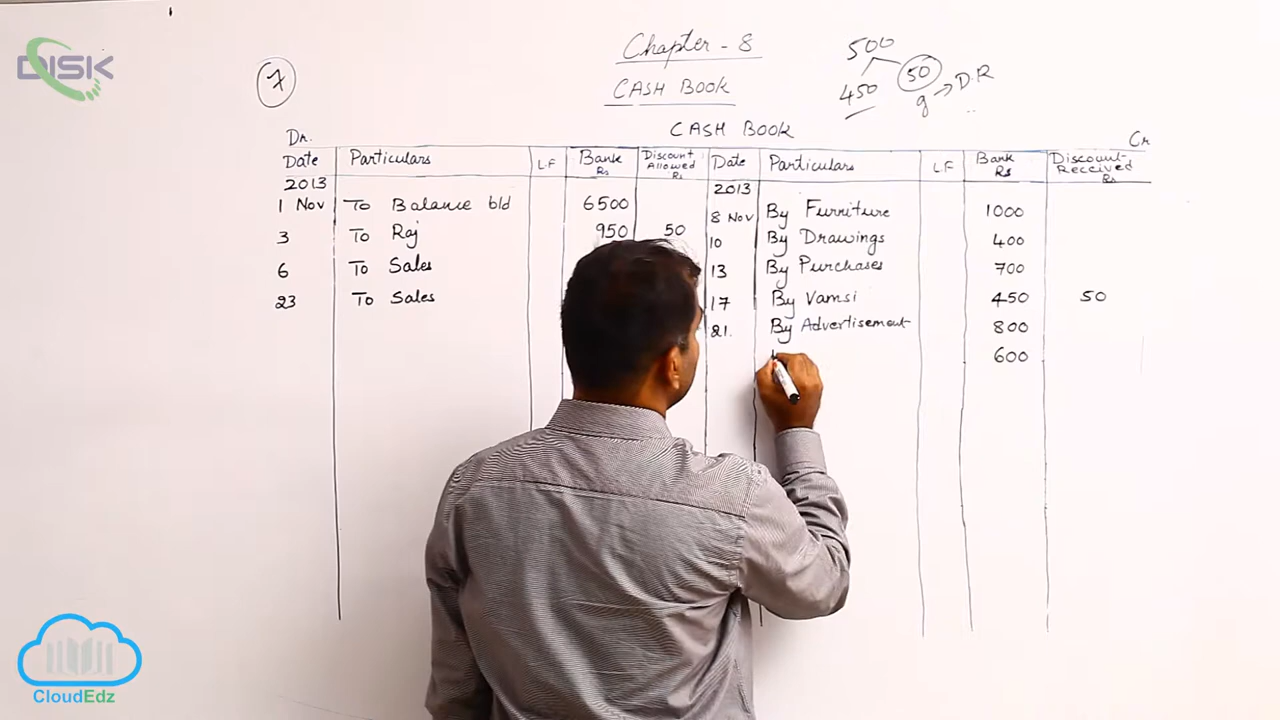 DISK
7
Chapter - 8
CASH BOOK
500
450 50
g → D.R
CASH BOOK
Dr. Cr
Date Particulars L.F Bank Rs Discount Allowed Rs Date Particulars LF Bank Rs Discount Received Rs
2013 2013
1 Nov To Balance b/d 6500 8 Nov By Furniture 1000
3 To Raj 950 50 10 By Drawings 400
6 To Sales 13 By Purchases 700
23 To Sales 17 By Vamsi 450 50
21. By Advertisement 800
600
CloudEdz